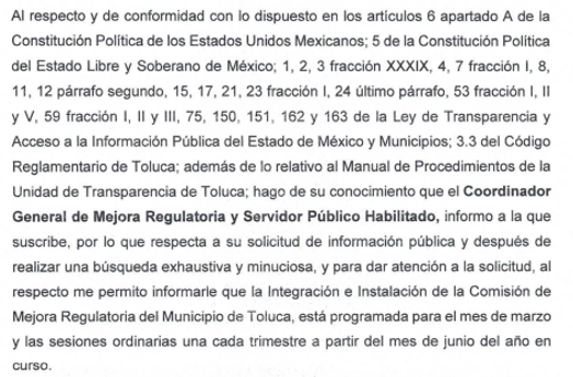 Al respecto y de conformidad con lo dispuesto en los artículos 6 apartado A de la
Constitución Política de los Estados Unidos Mexicanos; 5 de la Constitución Política
del Estado Libre y Soberano de México; 1, 2, 3 fracción XXXIX, 4, 7 fracción I, 8,
11, 12 párrafo segundo, 15, 17, 21, 23 fracción I, 24 último párrafo, 53 fracción I, II
y V, 59 fracción I, II y III, 75, 150, 151, 162 y 163 de la Ley de Transparencia y
Acceso a la Información Pública del Estado de México y Municipios; 3.3 del Código
Reglamentario de Toluca; además de lo relativo al Manual de Procedimientos de la
Unidad de Transparencia de Toluca; hago de su conocimiento que el Coordinador
General de Mejora Regulatoria y Servidor Público Habilitado, informo a la que
suscribe, por lo que respecta a su solicitud de información pública y después de
realizar una búsqueda exhaustiva y minuciosa, y para dar atención a la solicitud, al
respecto me permito informarle que la Integración e Instalación de la Comisión de
Mejora Regulatoria del Municipio de Toluca, está programada para el mes de marzo
y las sesiones ordinarias una cada trimestre a partir del mes de junio del año en
curso.